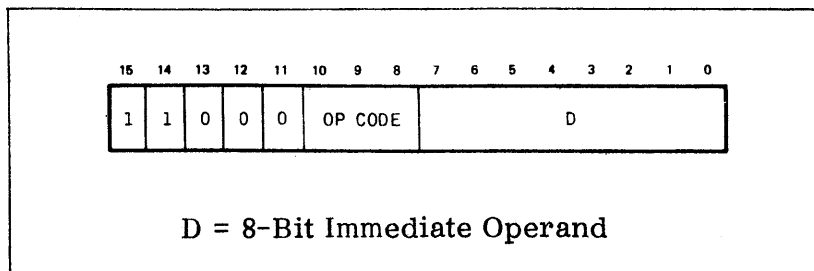 15 14 13 12 11 10 9 8 7 6 5 4 3 2 1 0
1 1 0 0 0 OP CODE D
D = 8-Bit Immediate Operand